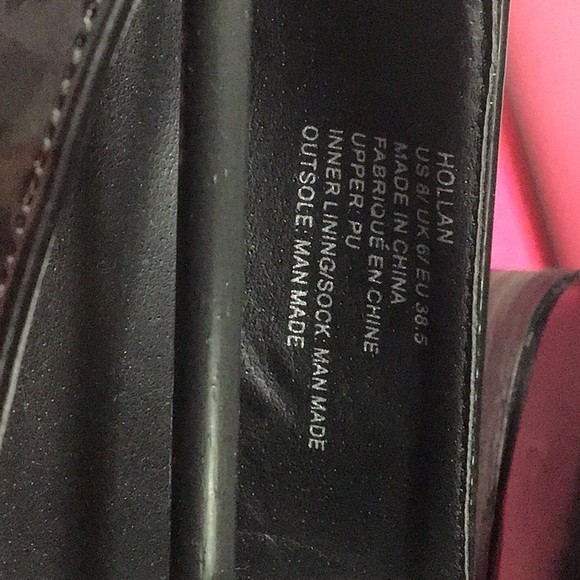 HOLLAN
US 8/ UK 6/ EU 38.5
MADE IN CHINA
FABRIQUÉ EN CHINE
UPPER: PU
INNER LINING/SOCK: MAN MADE
OUTSOLE: MAN MADE